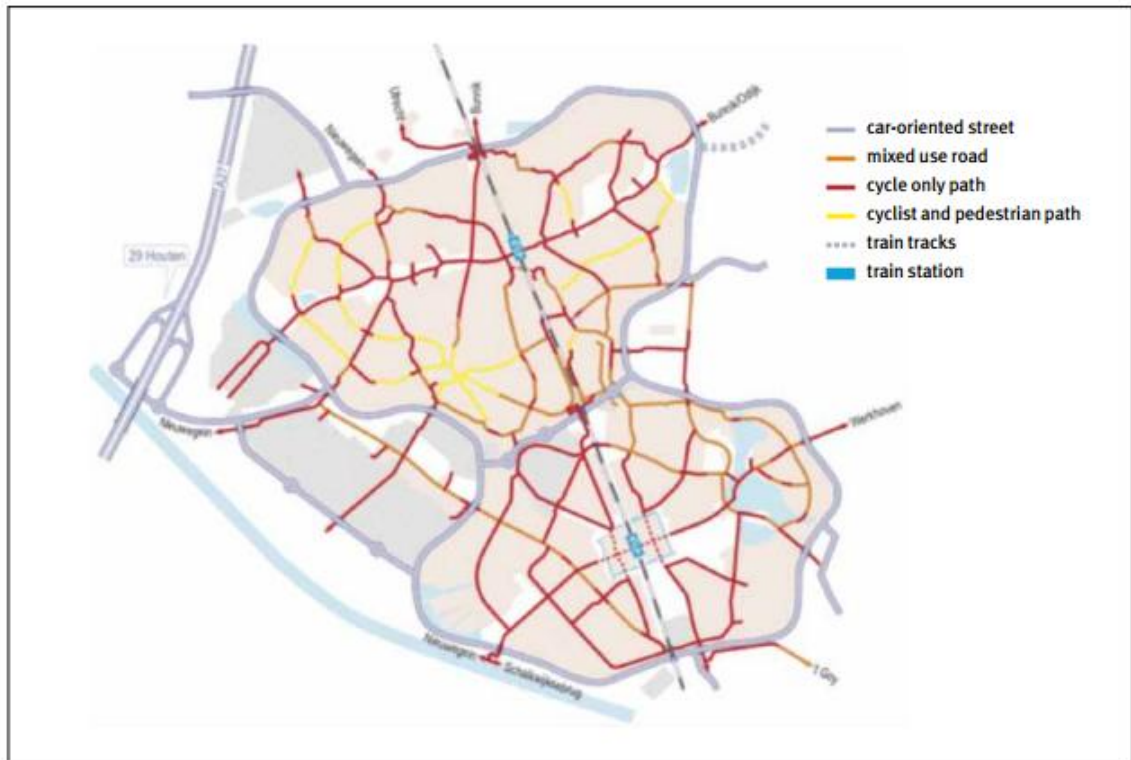 Utrecht
Bunnik
Nieuwegein
Bunnik/Odijk
A27
29 Houten
Nieuwegein
Werkhoven
Nieuwegein
Schalkwijksebrug
't Goy
car-oriented street
mixed use road
cycle only path
cyclist and pedestrian path
train tracks
train station